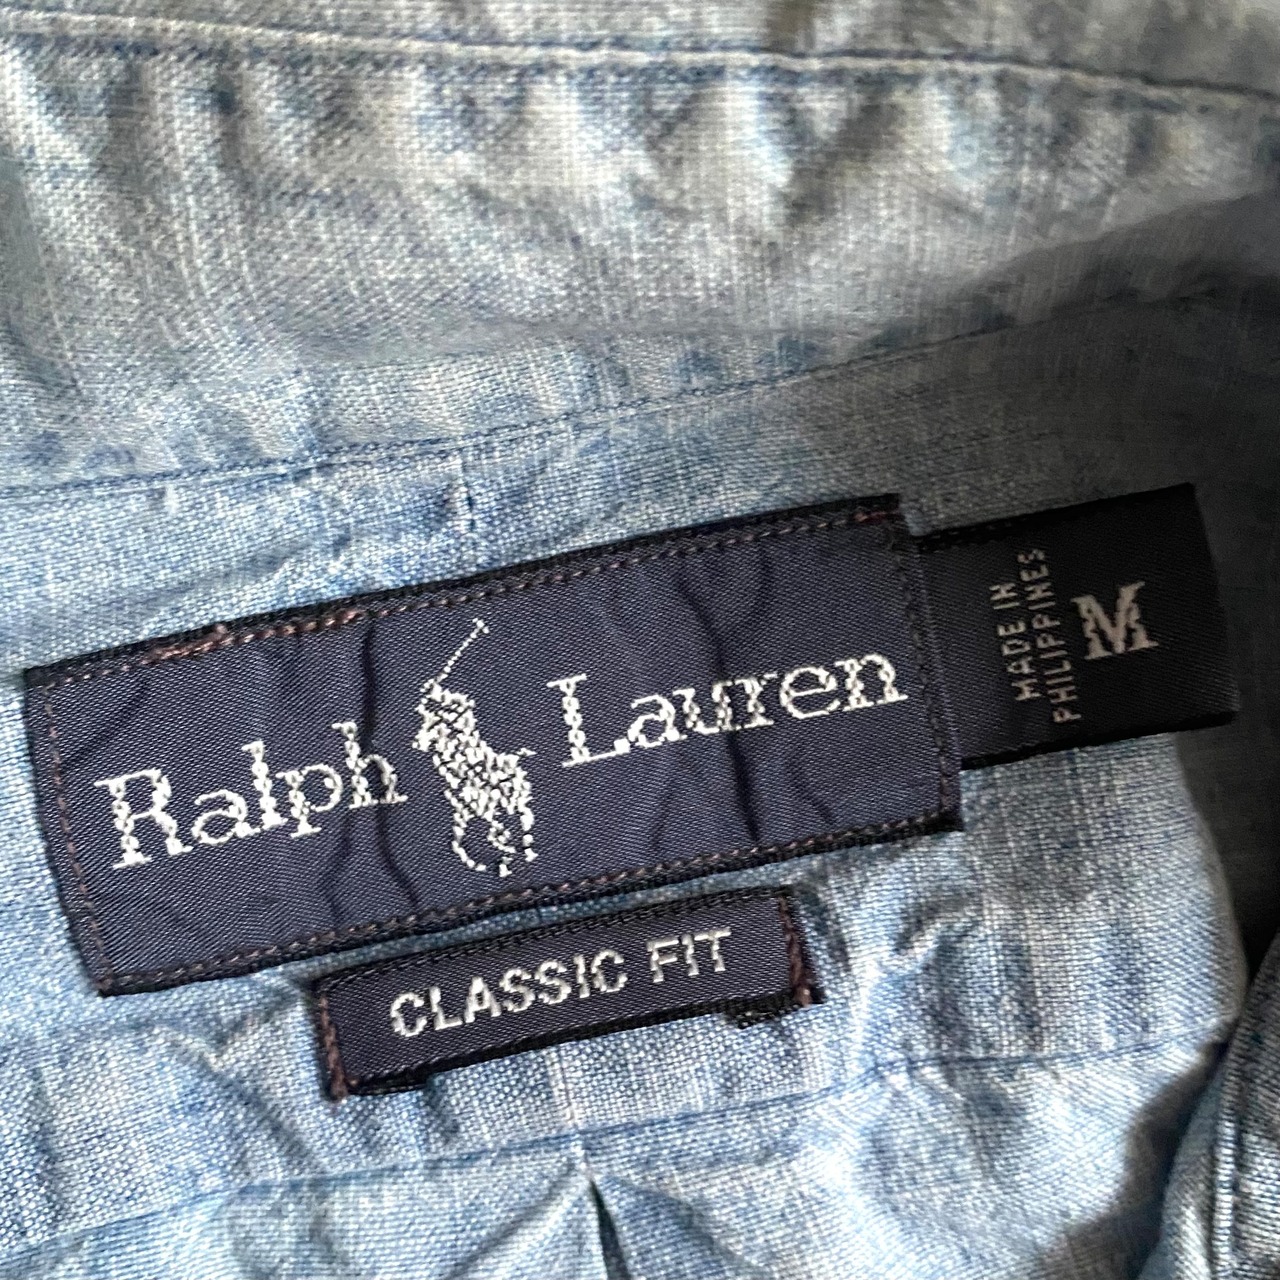 Ralph Lauren
MADE IN
PHILIPPINES
M
CLASSIC FIT